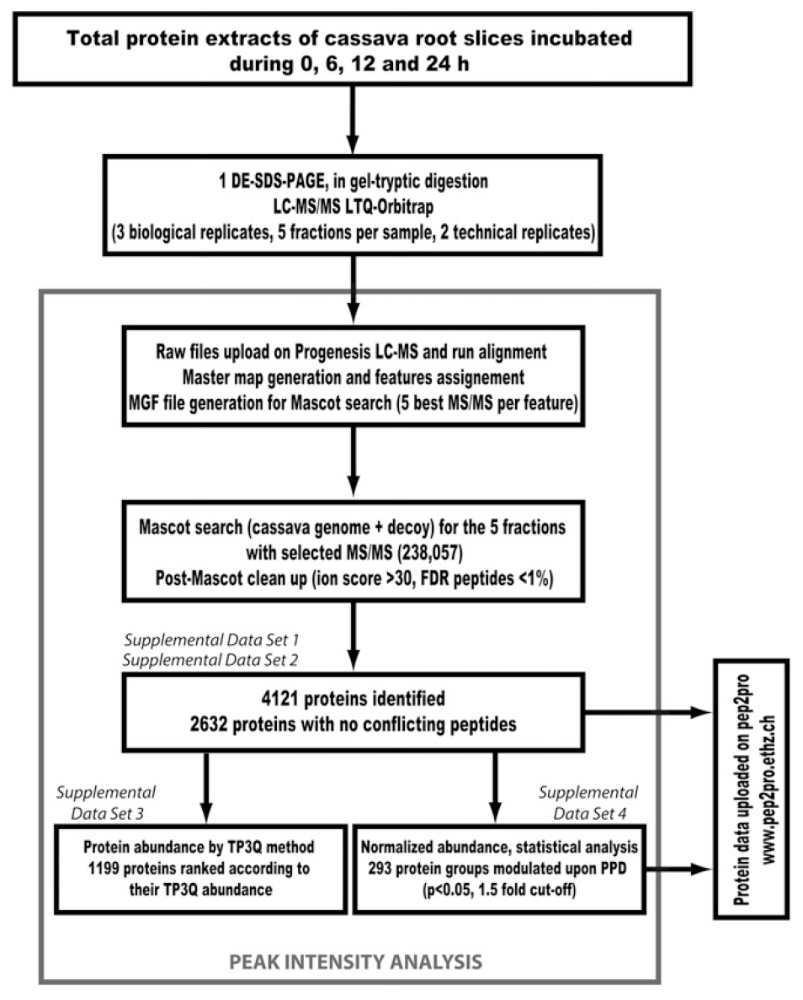 Total protein extracts of cassava root slices incubated
during 0, 6, 12 and 24 h
1 DE-SDS-PAGE, in gel-tryptic digestion
LC-MS/MS LTQ-Orbitrap
(3 biological replicates, 5 fractions per sample, 2 technical replicates)
Raw files upload on Progenesis LC-MS and run alignment
Master map generation and features assignement
MGF file generation for Mascot search (5 best MS/MS per feature)
Mascot search (cassava genome + decoy) for the 5 fractions
with selected MS/MS (238,057)
Post-Mascot clean up (ion score >30, FDR peptides <1%)
Supplemental Data Set 1
Supplemental Data Set 2
4121 proteins identified
2632 proteins with no conflicting peptides
Protein data uploaded on pep2pro
www.pep2pro.ethz.ch
Supplemental
Data Set 3
Protein abundance by TP3Q method
1199 proteins ranked according to
their TP3Q abundance
Supplemental
Data Set 4
Normalized abundance, statistical analysis
293 protein groups modulated upon PPD
(p<0.05, 1.5 fold cut-off)
PEAK INTENSITY ANALYSIS